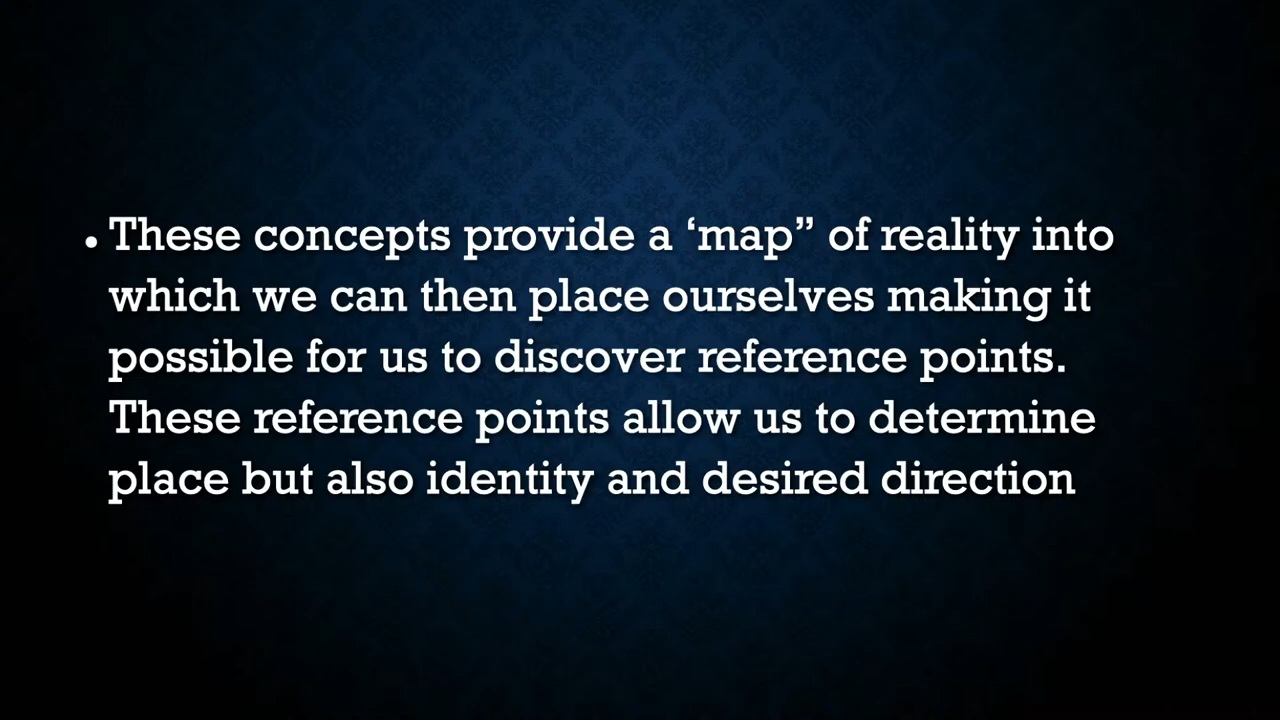 • These concepts provide a ‘map” of reality into
which we can then place ourselves making it
possible for us to discover reference points.
These reference points allow us to determine
place but also identity and desired direction